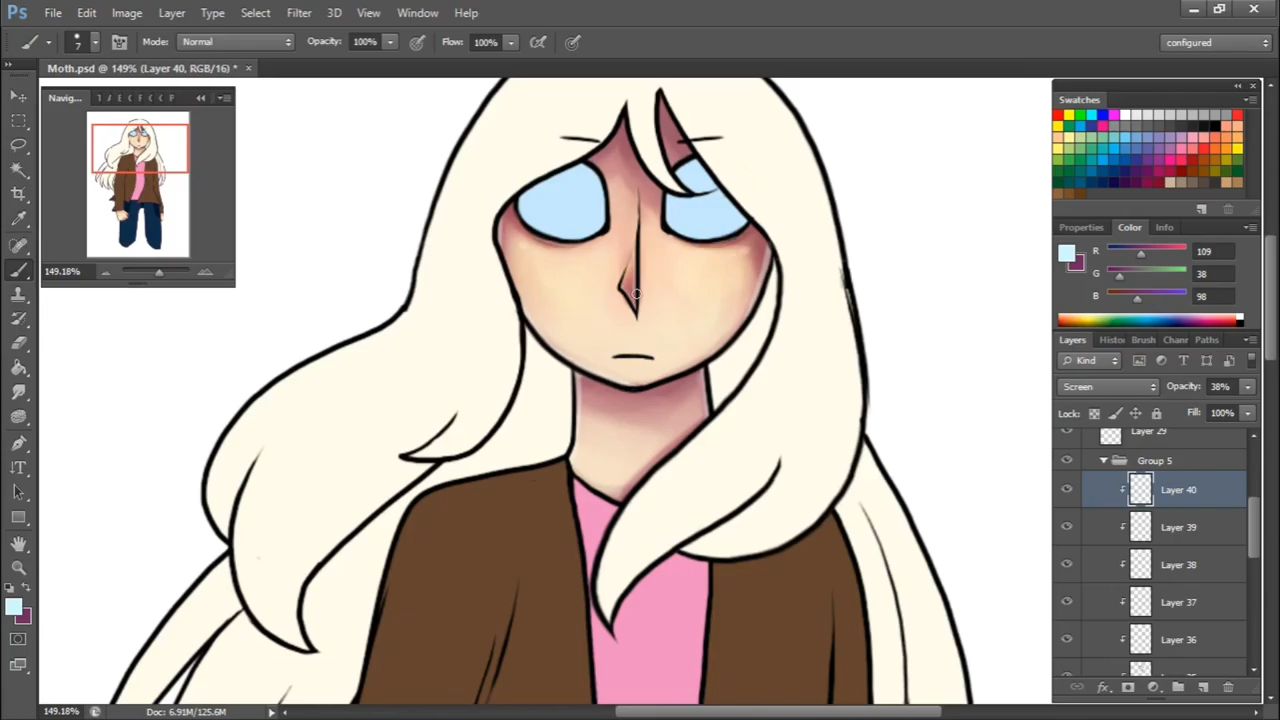 Ps File Edit Image Layer Type Select Filter 3D View Window Help
7 Mode: Normal Opacity: 100% Flow: 100% configured
Moth.psd @ 149% (Layer 40, RGB/16) *
Navig...
149.18%
Swatches
Properties Color Info
R 109
G 38
B 98
Layers Histo Brush Chanr Paths
Kind
Screen Opacity: 38%
Lock: Fill: 100%
Layer 29
Group 5
Layer 40
Layer 39
Layer 38
Layer 37
Layer 36
149.18% Doc: 6.91M/125.6M